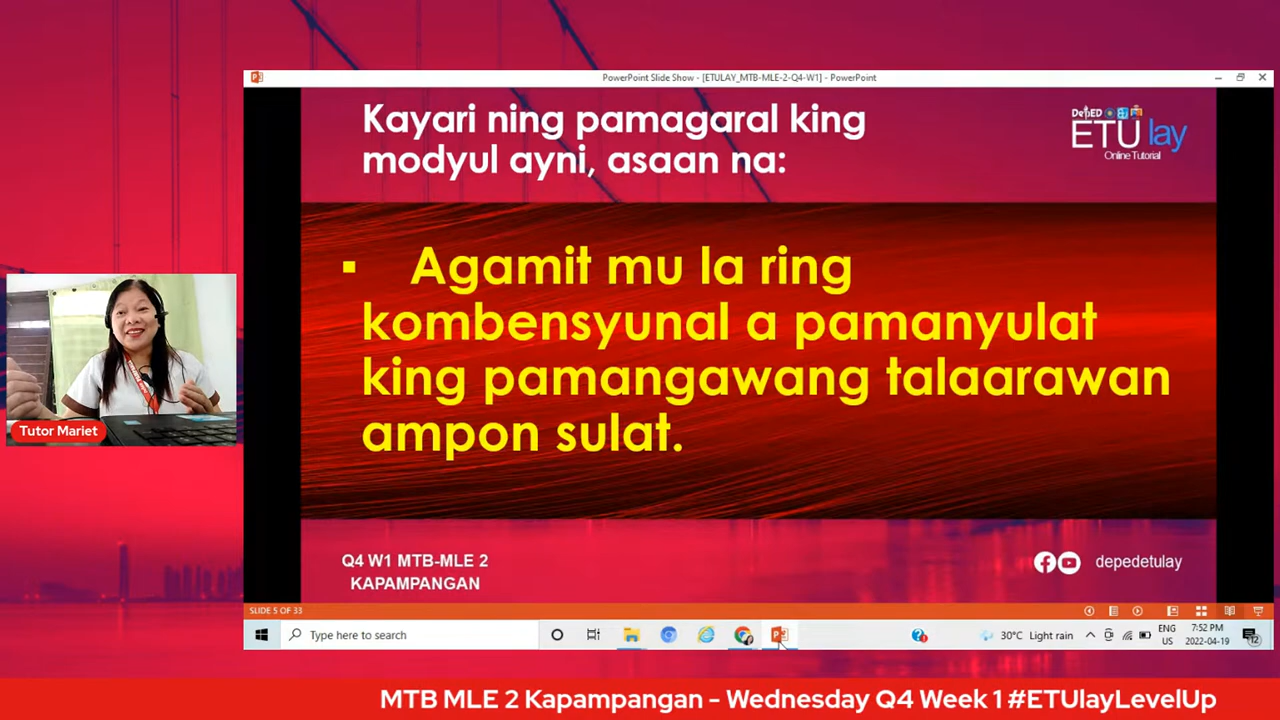 PowerPoint Slide Show - [ETULAY_MTB-MLE-2-Q4-W1] - PowerPoint
Kayari ning pamagaral king
modyul ayni, asaan na:
DepED
ETUlay
Online Tutorial
▪ Agamit mu la ring
kombensyunal a pamanyulat
king pamangawang talaarawan
ampon sulat.
Tutor Mariet
Q4 W1 MTB-MLE 2
KAPAMPANGAN
depedetulay
SLIDE 5 OF 33
Type here to search
30°C Light rain
ENG
US
7:52 PM
2022-04-19
12
MTB MLE 2 Kapampangan - Wednesday Q4 Week 1 #ETUlayLevelUp